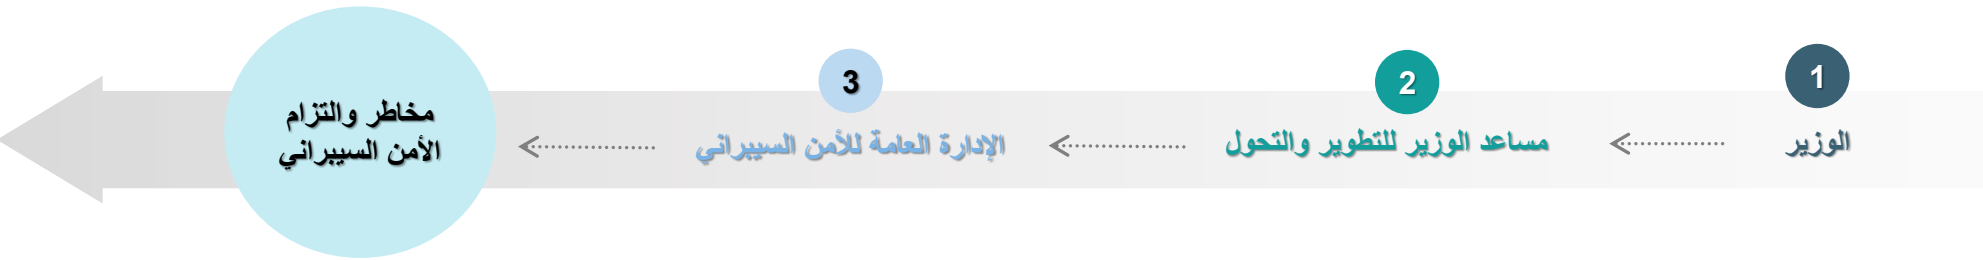 1
الوزير
2
مساعد الوزير للتطوير والتحول
3
الإدارة العامة للأمن السيبراني
مخاطر والتزام
الأمن السيبراني